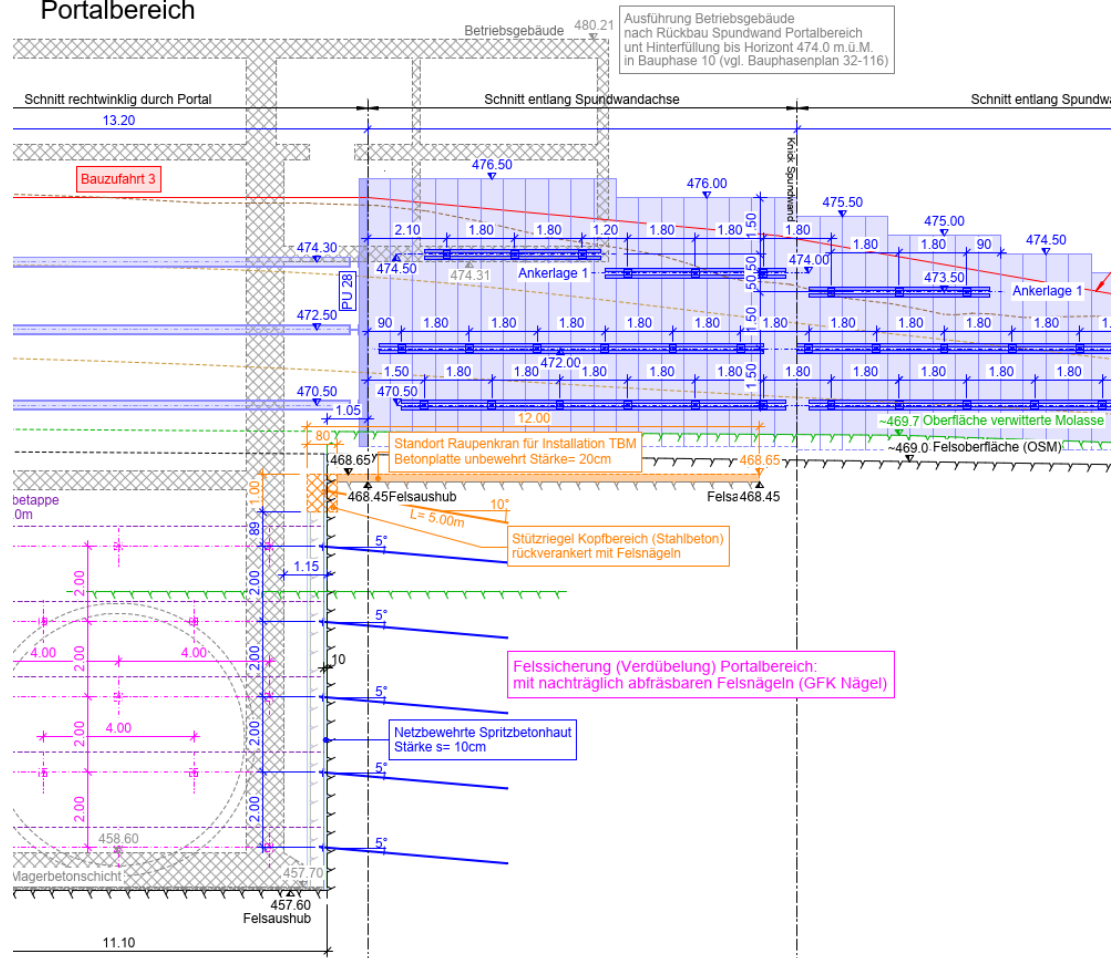 Portalbereich
Betriebsgebäude
480.21
Ausführung Betriebsgebäude
nach Rückbau Spundwand Portalbereich
unt Hinterfüllung bis Horizont 474.0 m.ü.M.
in Bauphase 10 (vgl. Bauphasenplan 32-116)
Schnitt rechtwinklig durch Portal
Schnitt entlang Spundwandachse
Schnitt entlang Spundwa
13.20
Knick Spundwand
Bauzufahrt 3
476.50
476.00
475.50
475.00
474.50
1.50
2.10
1.80
1.80
1.20
1.80
1.80
1.80
1.80
1.80
90
474.30
474.50
474.31
Ankerlage 1
50
50
474.00
473.50
Ankerlage 1
PU 28
472.50
90
1.80
1.80
1.80
1.80
1.80
1.50
1.80
1.80
1.80
1.80
1.80
472.00
1.50
1.80
1.80
1.80
1.80
1.80
1.50
1.80
1.80
1.80
1.80
470.50
470.50
1.05
12.00
80
~469.7 Oberfläche verwitterte Molasse
Standort Raupenkran für Installation TBM
Betonplatte unbewehrt Stärke= 20cm
~469.0 Felsoberfläche (OSM)
468.65
468.65
468.45 Felsaushub
Felsa 468.45
betappe
0m
1.00
L= 5.00m
10°
Stützriegel Kopfbereich (Stahlbeton)
rückverankert mit Felsnägeln
89
5°
1.15
2.00
2.00
5°
4.00
4.00
2.00
2.00
10
Felssicherung (Verdübelung) Portalbereich:
mit nachträglich abfräsbaren Felsnägeln (GFK Nägel)
5°
4.00
2.00
2.00
Netzbewehrte Spritzbetonhaut
Stärke s= 10cm
5°
2.00
2.00
458.60
5°
Magerbetonschicht
457.70
457.60
Felsaushub
11.10